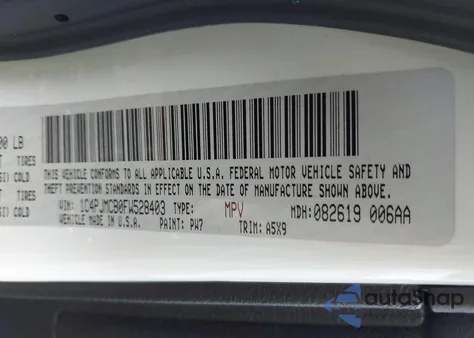 00 LB
TIRES
COLD
THIS VEHICLE CONFORMS TO ALL APPLICABLE U.S.A. FEDERAL MOTOR VEHICLE SAFETY AND
THEFT PREVENTION STANDARDS IN EFFECT ON THE DATE OF MANUFACTURE SHOWN ABOVE.
TIRES
COLD
VIN: 1C4PJMCB0FW528403 TYPE: MPV MDH: 082619 006AA
VEHICLE MADE IN U.S.A. PAINT: PW7 TRIM: A5X9
autoSnap